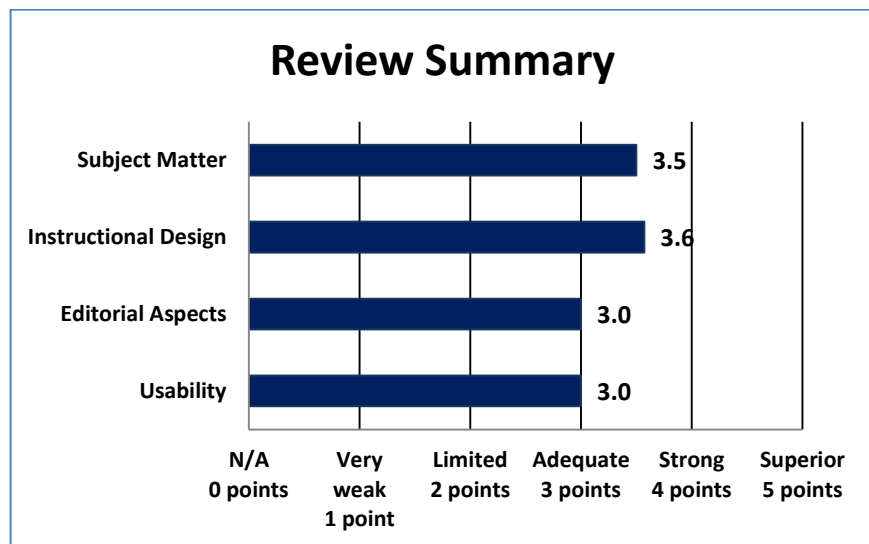 Review Summary
Subject Matter
3.5
Instructional Design
3.6
Editorial Aspects
3.0
Usability
3.0
N/A
0 points
Very
weak
1 point
Limited
2 points
Adequate
3 points
Strong
4 points
Superior
5 points